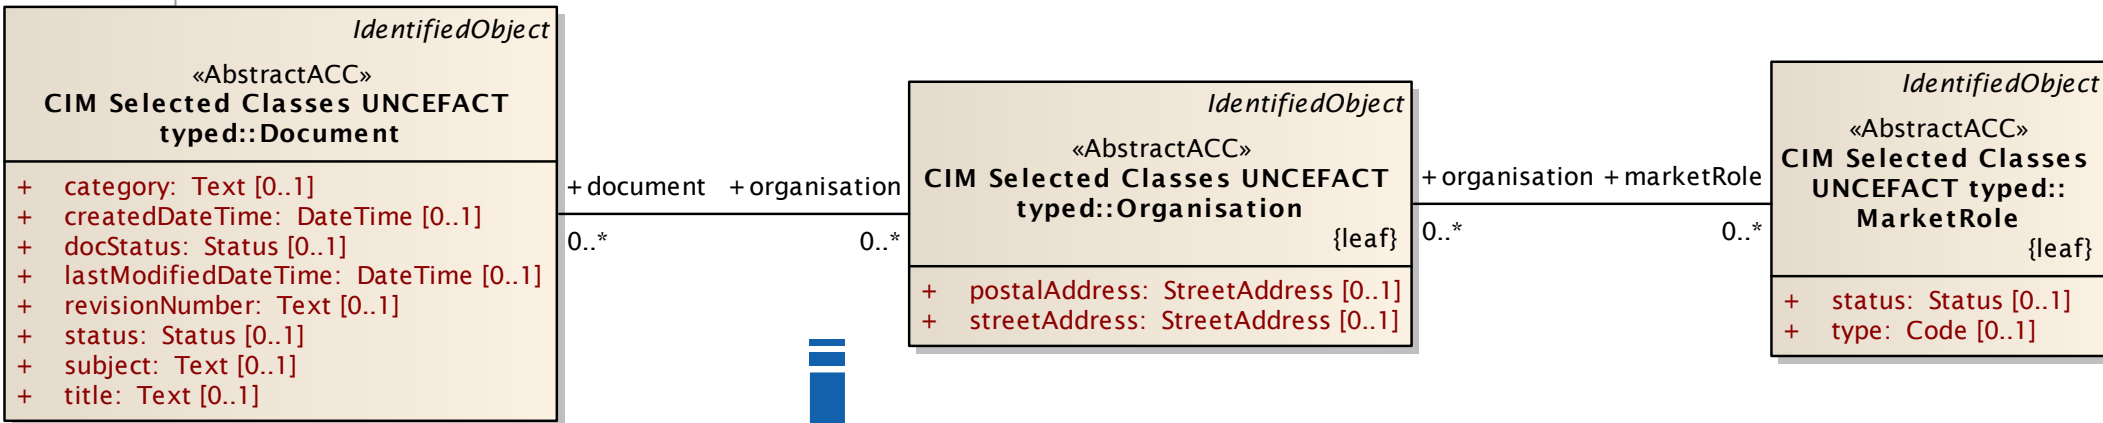 IdentifiedObject
«AbstractACC»
CIM Selected Classes UNCEFACT
typed::Document
+ category: Text [0..1]
+ createdDateTime: DateTime [0..1]
+ docStatus: Status [0..1]
+ lastModifiedDateTime: DateTime [0..1]
+ revisionNumber: Text [0..1]
+ status: Status [0..1]
+ subject: Text [0..1]
+ title: Text [0..1]
+document +organisation
0..* 0..*
IdentifiedObject
«AbstractACC»
CIM Selected Classes UNCEFACT
typed::Organisation
{leaf}
+ postalAddress: StreetAddress [0..1]
+ streetAddress: StreetAddress [0..1]
+organisation +marketRole
0..* 0..*
IdentifiedObject
«AbstractACC»
CIM Selected Classes
UNCEFACT typed::
MarketRole
{leaf}
+ status: Status [0..1]
+ type: Code [0..1]